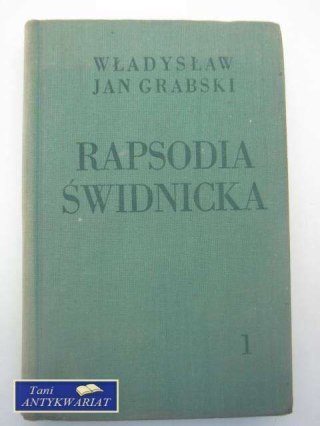 WŁADYSŁAW
JAN GRABSKI
RAPSODIA
ŚWIDNICKA
1
Tani
ANTYKWARIAT